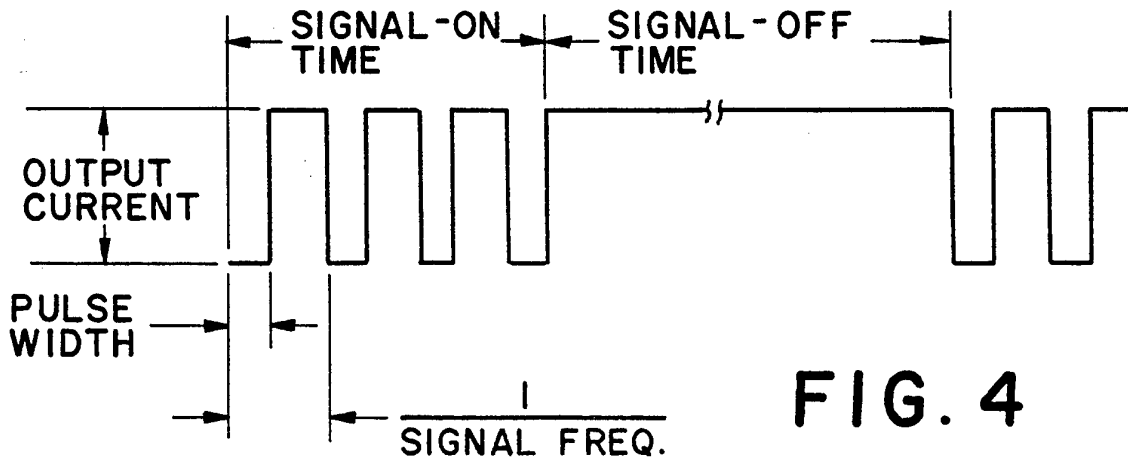 SIGNAL-ON
TIME
SIGNAL-OFF
TIME
OUTPUT
CURRENT
PULSE
WIDTH
1
SIGNAL FREQ.
FIG. 4